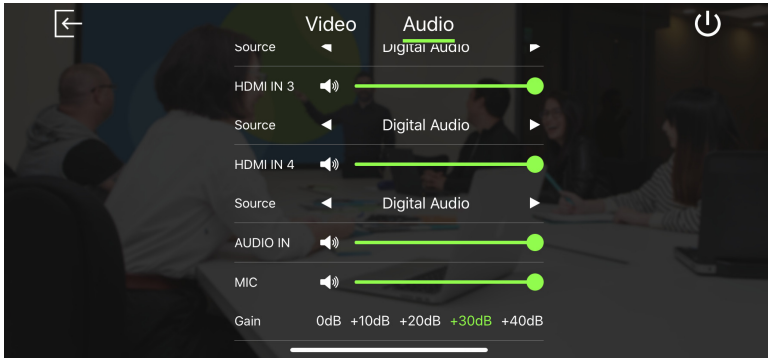 Video Audio
Source Digital Audio
HDMI IN 3
Source Digital Audio
HDMI IN 4
Source Digital Audio
AUDIO IN
MIC
Gain 0dB +10dB +20dB +30dB +40dB